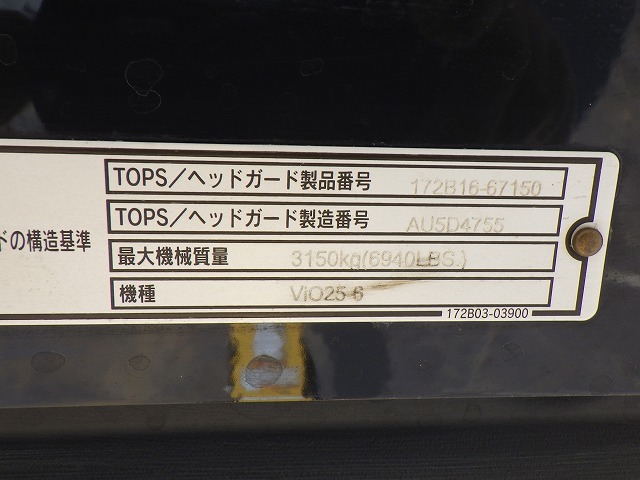 TOPS/ヘッドガード製品番号 172B16-67150
TOPS/ヘッドガード製造番号 AU5D4755
ドの構造基準
最大機械質量 3150kg(6940LBS.)
機種 ViO25-6
172B03-03900